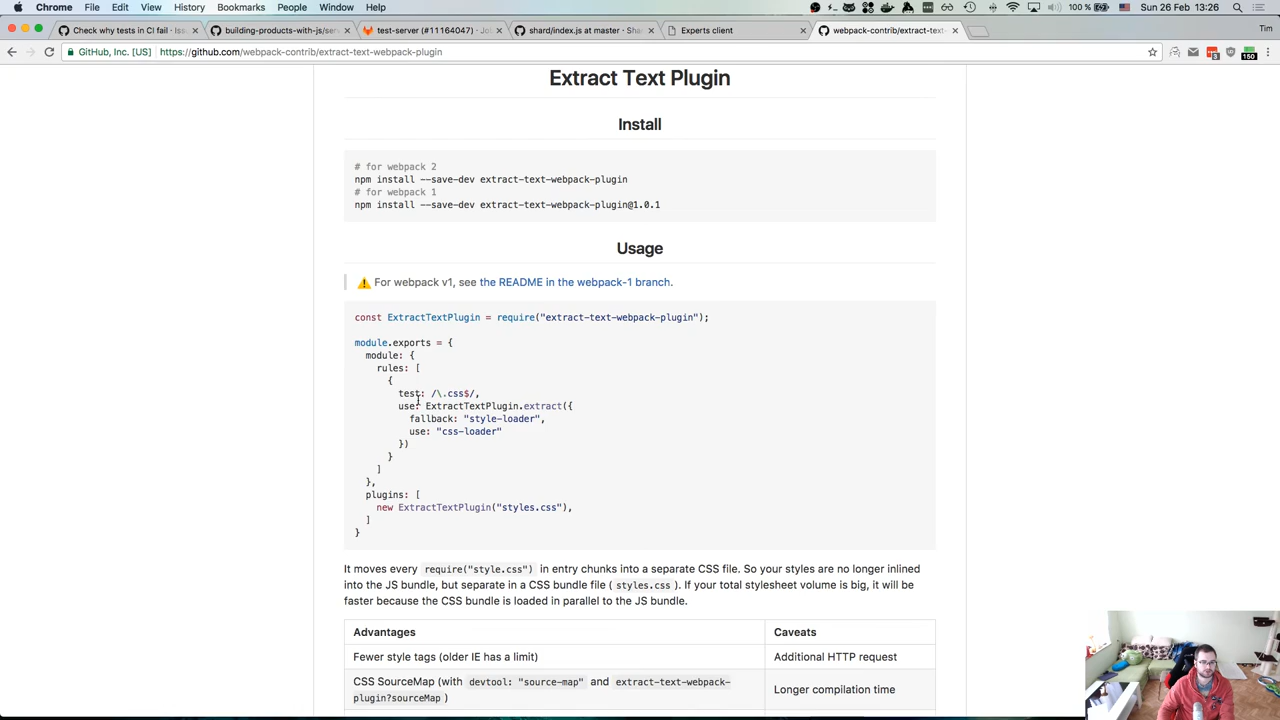 Chrome File Edit View History Bookmarks People Window Help
100 % Sun 26 Feb 13:26
Check why tests in CI fail · Iss
building-products-with-js/serv
test-server (#11164047) · Jo
shard/index.js at master · Sha
Experts client
webpack-contrib/extract-text-
Tim
GitHub, Inc. [US] https://github.com/webpack-contrib/extract-text-webpack-plugin
3
150
Extract Text Plugin
Install
# for webpack 2
npm install --save-dev extract-text-webpack-plugin
# for webpack 1
npm install --save-dev extract-text-webpack-plugin@1.0.1
Usage
For webpack v1, see the README in the webpack-1 branch.
const ExtractTextPlugin = require("extract-text-webpack-plugin");
module.exports = {
module: {
rules: [
{
test: /\.css$/,
use: ExtractTextPlugin.extract({
fallback: "style-loader",
use: "css-loader"
})
}
]
},
plugins: [
new ExtractTextPlugin("styles.css"),
]
}
It moves every require("style.css") in entry chunks into a separate CSS file. So your styles are no longer inlined
into the JS bundle, but separate in a CSS bundle file ( styles.css ). If your total stylesheet volume is big, it will be
faster because the CSS bundle is loaded in parallel to the JS bundle.
Advantages Caveats
Fewer style tags (older IE has a limit) Additional HTTP request
CSS SourceMap (with devtool: "source-map" and extract-text-webpack-
plugin?sourceMap ) Longer compilation time